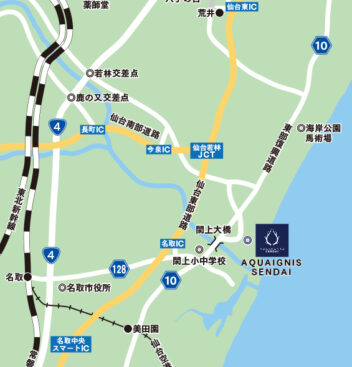 薬師堂
荒井
仙台東IC
10
若林交差点
鹿の又交差点
4
長町IC
仙台南部道路
今泉IC
仙台若林
JCT
海岸公園
馬術場
東部復興道路
東北新幹線
仙台東部道路
閖上大橋
名取IC
4
128
閖上小中学校
AQUAIGNIS
SENDAI
名取
名取市役所
10
美田園
名取中央
スマートIC